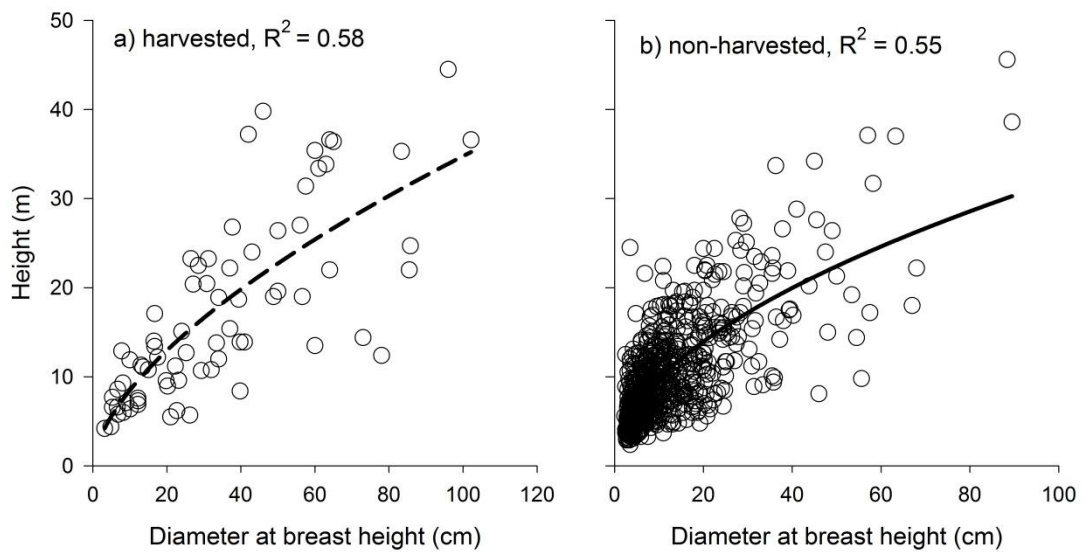 a) harvested, R² = 0.58
b) non-harvested, R² = 0.55
Height (m)
50
40
30
20
10
0
0 20 40 60 80 100 120
0 20 40 60 80 100
Diameter at breast height (cm)
Diameter at breast height (cm)